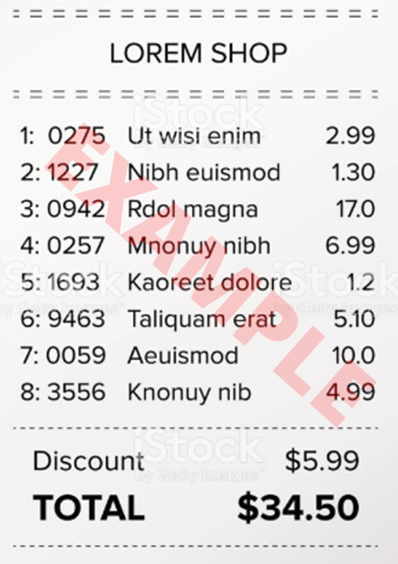 LOREM SHOP
1: 0275 Ut wisi enim 2.99
2: 1227 Nibh euismod 1.30
3: 0942 Rdol magna 17.0
4: 0257 Mnonuy nibh 6.99
5: 1693 Kaoreet dolore 1.2
6: 9463 Taliquam erat 5.10
7: 0059 Aeuismod 10.0
8: 3556 Knonuy nib 4.99
Discount $5.99
TOTAL $34.50
EXAMPLE
iStock
by Getty Images
iStock
by Getty Images
iStock
by Getty Images
iStock
by Getty Images